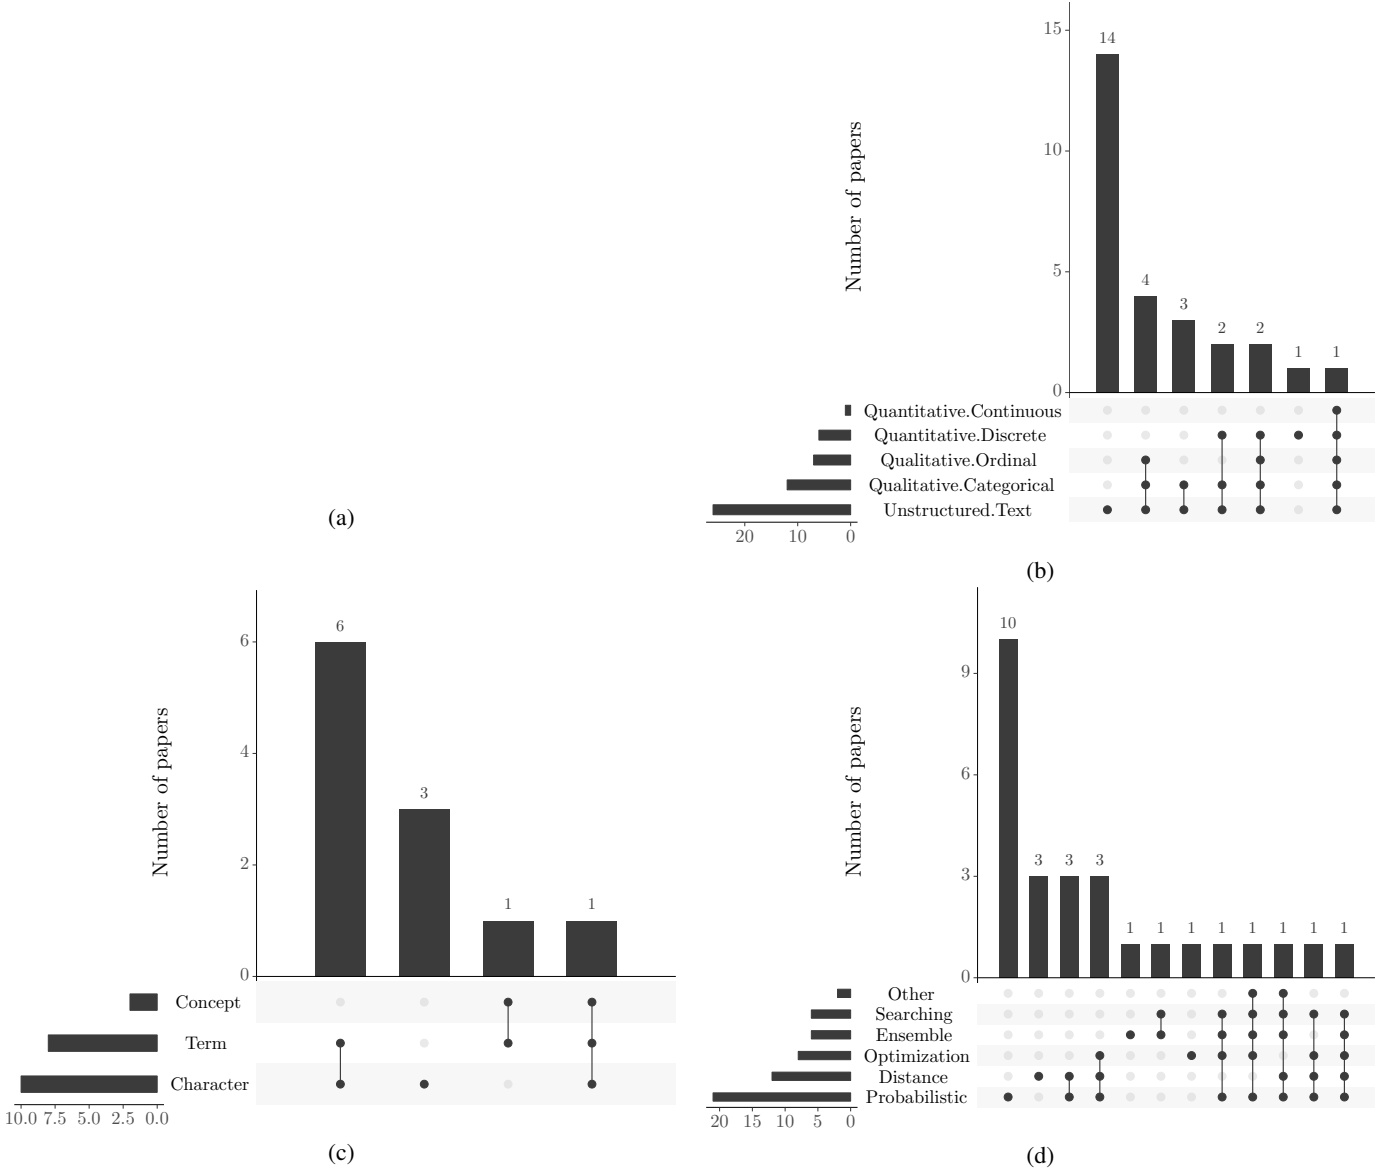 (a)
Number of papers
15
10
5
0
14
4
3
2
2
1
1
Quantitative.Continuous
Quantitative.Discrete
Qualitative.Ordinal
Qualitative.Categorical
Unstructured.Text
20 10 0
(b)
Number of papers
6
4
2
0
6
3
1
1
Concept
Term
Character
10.0 7.5 5.0 2.5 0.0
(c)
Number of papers
9
6
3
0
10
3
3
3
1
1
1
1
1
1
1
1
Other
Searching
Ensemble
Optimization
Distance
Probabilistic
20 15 10 5 0
(d)